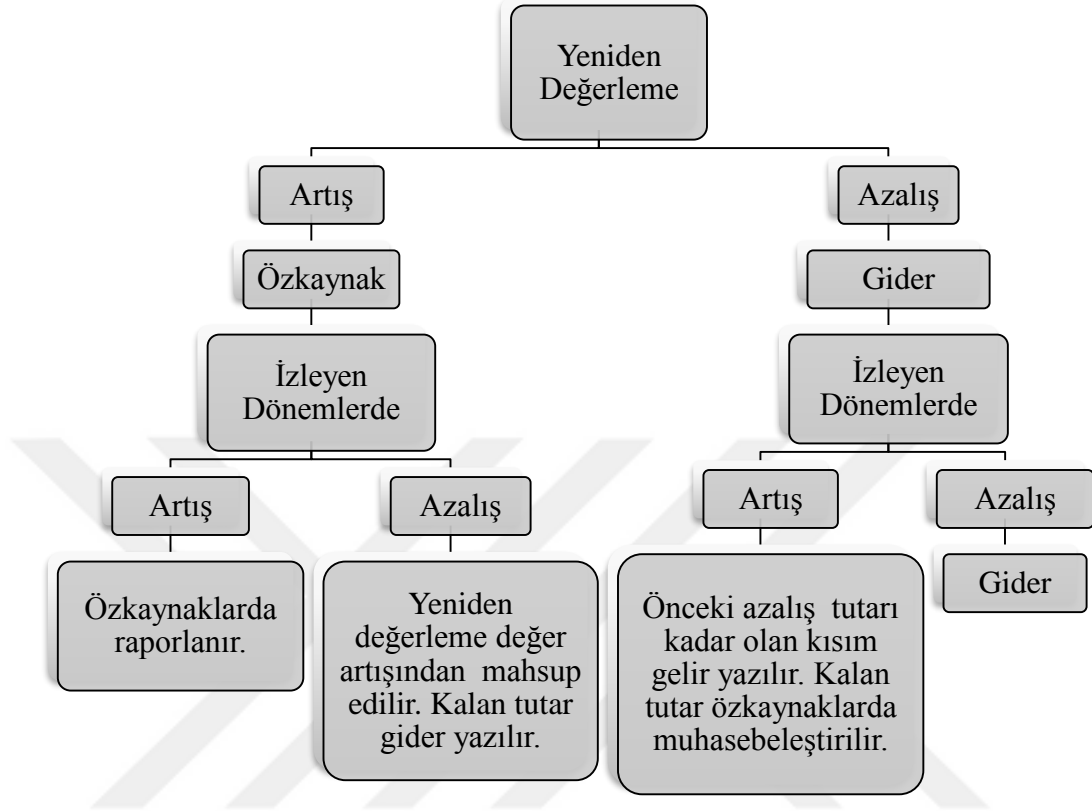 Yeniden
Değerleme
Artış
Azalış
Özkaynak
Gider
İzleyen
Dönemlerde
İzleyen
Dönemlerde
Artış
Azalış
Artış
Azalış
Özkaynaklarda
raporlanır.
Yeniden
değerleme değer
artışından mahsup
edilir. Kalan tutar
gider yazılır.
Önceki azalış tutarı
kadar olan kısım
gelir yazılır. Kalan
tutar özkaynaklarda
muhasebeleştirilir.
Gider